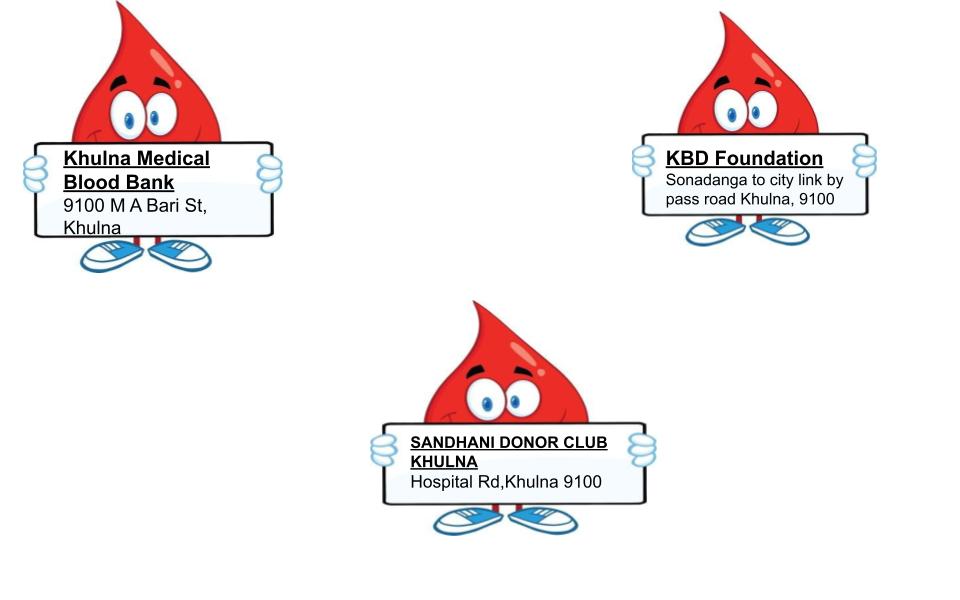 Khulna Medical
Blood Bank
9100 M A Bari St,
Khulna
KBD Foundation
Sonadanga to city link by
pass road Khulna, 9100
SANDHANI DONOR CLUB
KHULNA
Hospital Rd,Khulna 9100